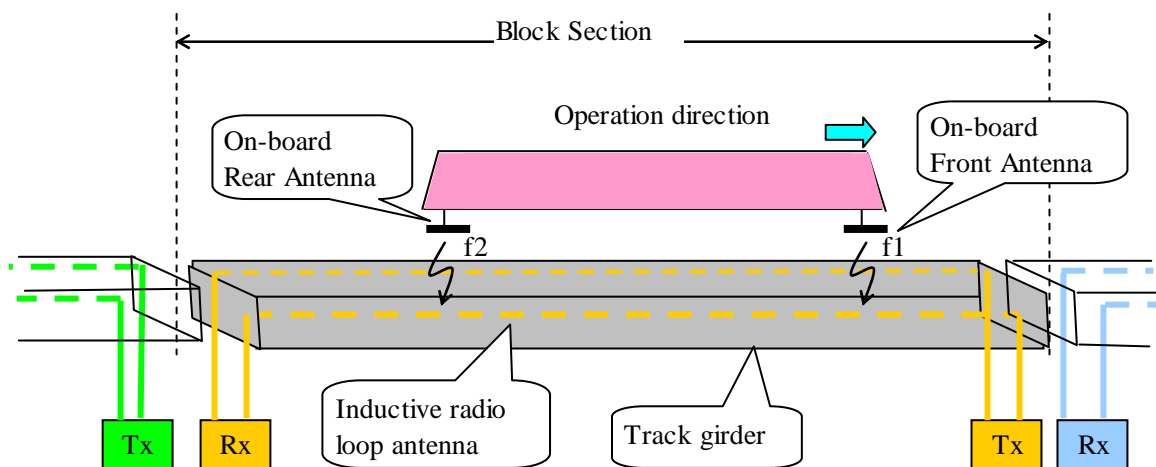 Block Section
Operation direction
On-board
Rear Antenna
On-board
Front Antenna
f2
f1
Inductive radio
loop antenna
Track girder
Tx
Rx
Tx
Rx